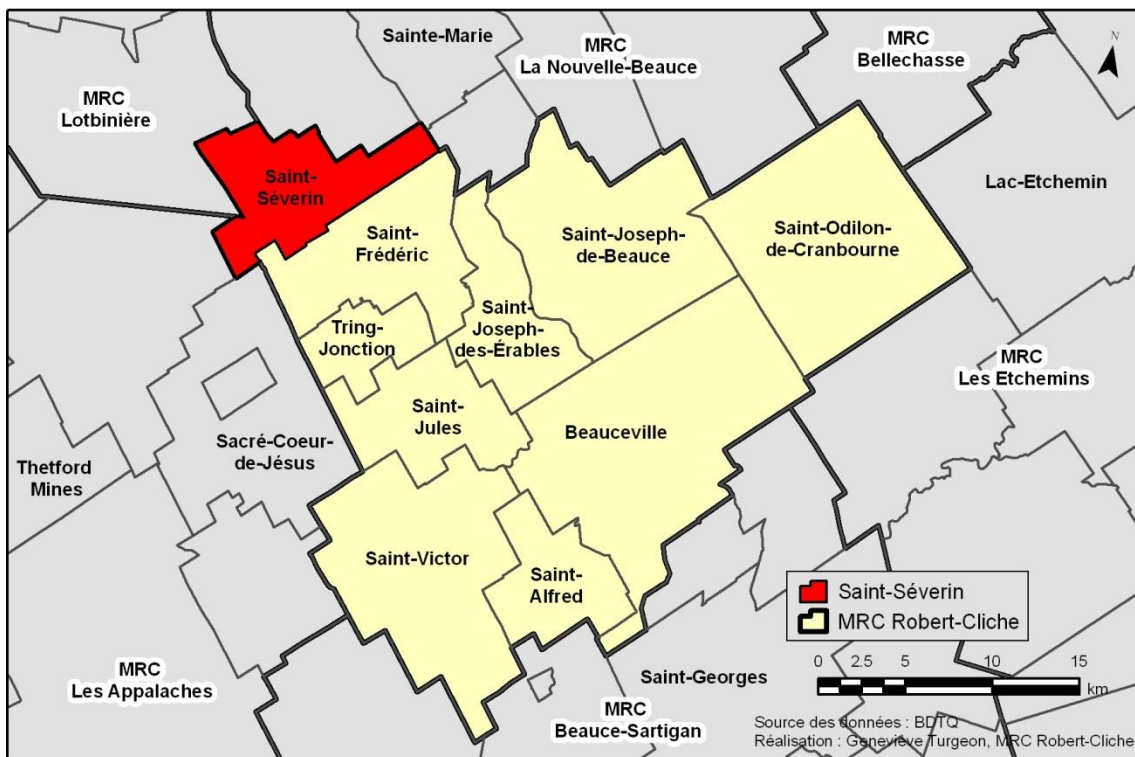 Sainte-Marie
MRC
La Nouvelle-Beauce
MRC
Bellechasse
N
MRC
Lotbinière
Saint-
Séverin
Lac-Etchemin
Saint-
Frédéric
Saint-Joseph-
de-Beauce
Saint-Odilon-
de-Cranbourne
Tring-
Jonction
Saint-
Joseph-
des-Érables
MRC
Les Etchemins
Saint-
Jules
Beauceville
Sacré-Coeur-
de-Jésus
Thetford
Mines
Saint-Victor
Saint-
Alfred
Saint-Séverin
MRC Robert-Cliche
MRC
Les Appalaches
Saint-Georges
0 2.5 5 10 15
km
MRC
Beauce-Sartigan
Source des données : BDTQ
Réalisation : Geneviève Turgeon, MRC Robert-Cliche